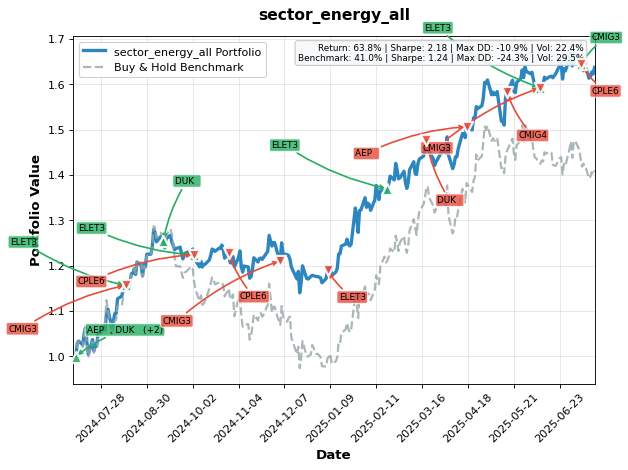 sector_energy_all
ELET3
CMIG3
1.7
1.6
1.5
1.4
1.3
1.2
1.1
1.0
sector_energy_all Portfolio
Buy & Hold Benchmark
Return: 63.8% | Sharpe: 2.18 | Max DD: -10.9% | Vol: 22.4%
Benchmark: 41.0% | Sharpe: 1.24 | Max DD: -24.3% | Vol: 29.5%
CPLE6
CMIG4
ELET3
CMIG3
AEP
DUK
DUK
ELET3
ELET3
CPLE6
CPLE6
ELET3
CMIG3
CMIG3
AEP
DUK (+2)
Portfolio Value
2024-07-28
2024-08-30
2024-10-02
2024-11-04
2024-12-07
2025-01-09
2025-02-11
2025-03-16
2025-04-18
2025-05-21
2025-06-23
Date